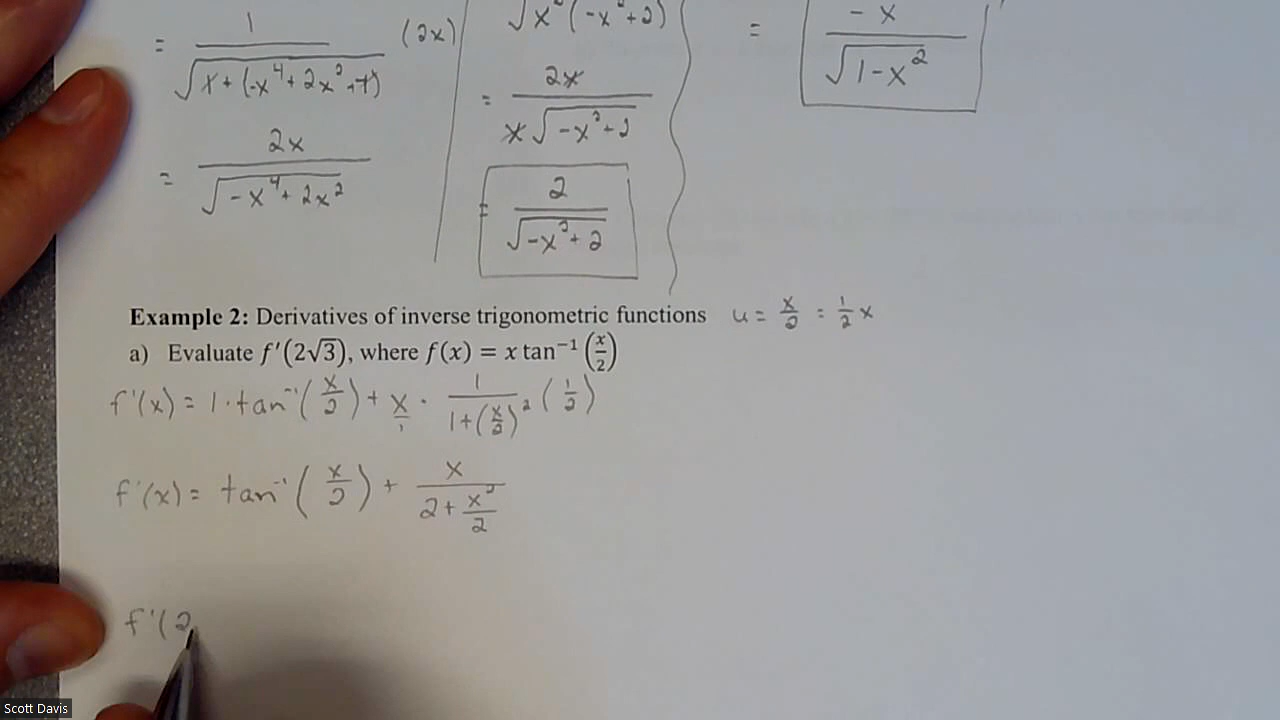 = 1/√(x + (-x⁴ + 2x² + 1)) (2x)
= 2x/√(-x⁴ + 2x²)
√(x²(-x² + 2))
= 2x/(x√(-x² + 2))
= 2/√(-x² + 2)
= -x/√(1-x²)
Example 2: Derivatives of inverse trigonometric functions u = x/2 = 1/2 x
a) Evaluate f′(2√3), where f(x) = x tan⁻¹(x/2)
f'(x) = 1·tan⁻¹(x/2) + x/1 · 1/(1+(x/2)²) (1/2)
f'(x) = tan⁻¹(x/2) + x/(2 + x²/2)
f'(2
Scott Davis